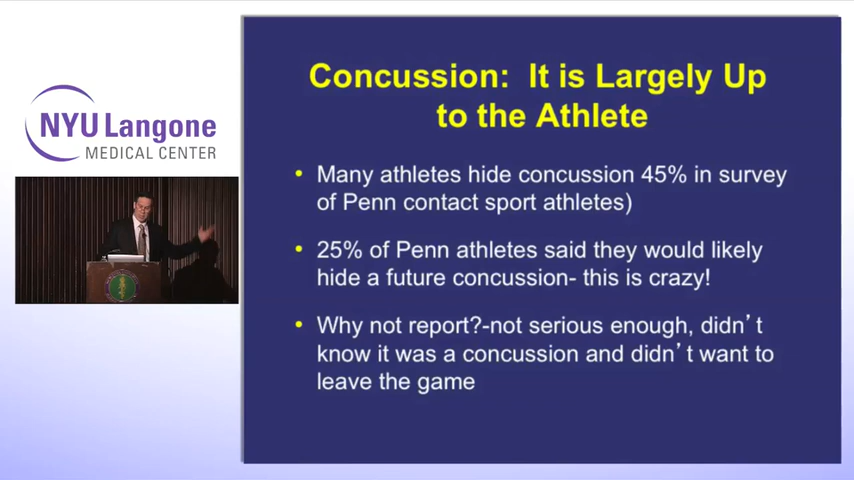 NYU Langone
MEDICAL CENTER
Concussion: It is Largely Up
to the Athlete
• Many athletes hide concussion 45% in survey
of Penn contact sport athletes)
• 25% of Penn athletes said they would likely
hide a future concussion- this is crazy!
• Why not report?-not serious enough, didn't
know it was a concussion and didn't want to
leave the game